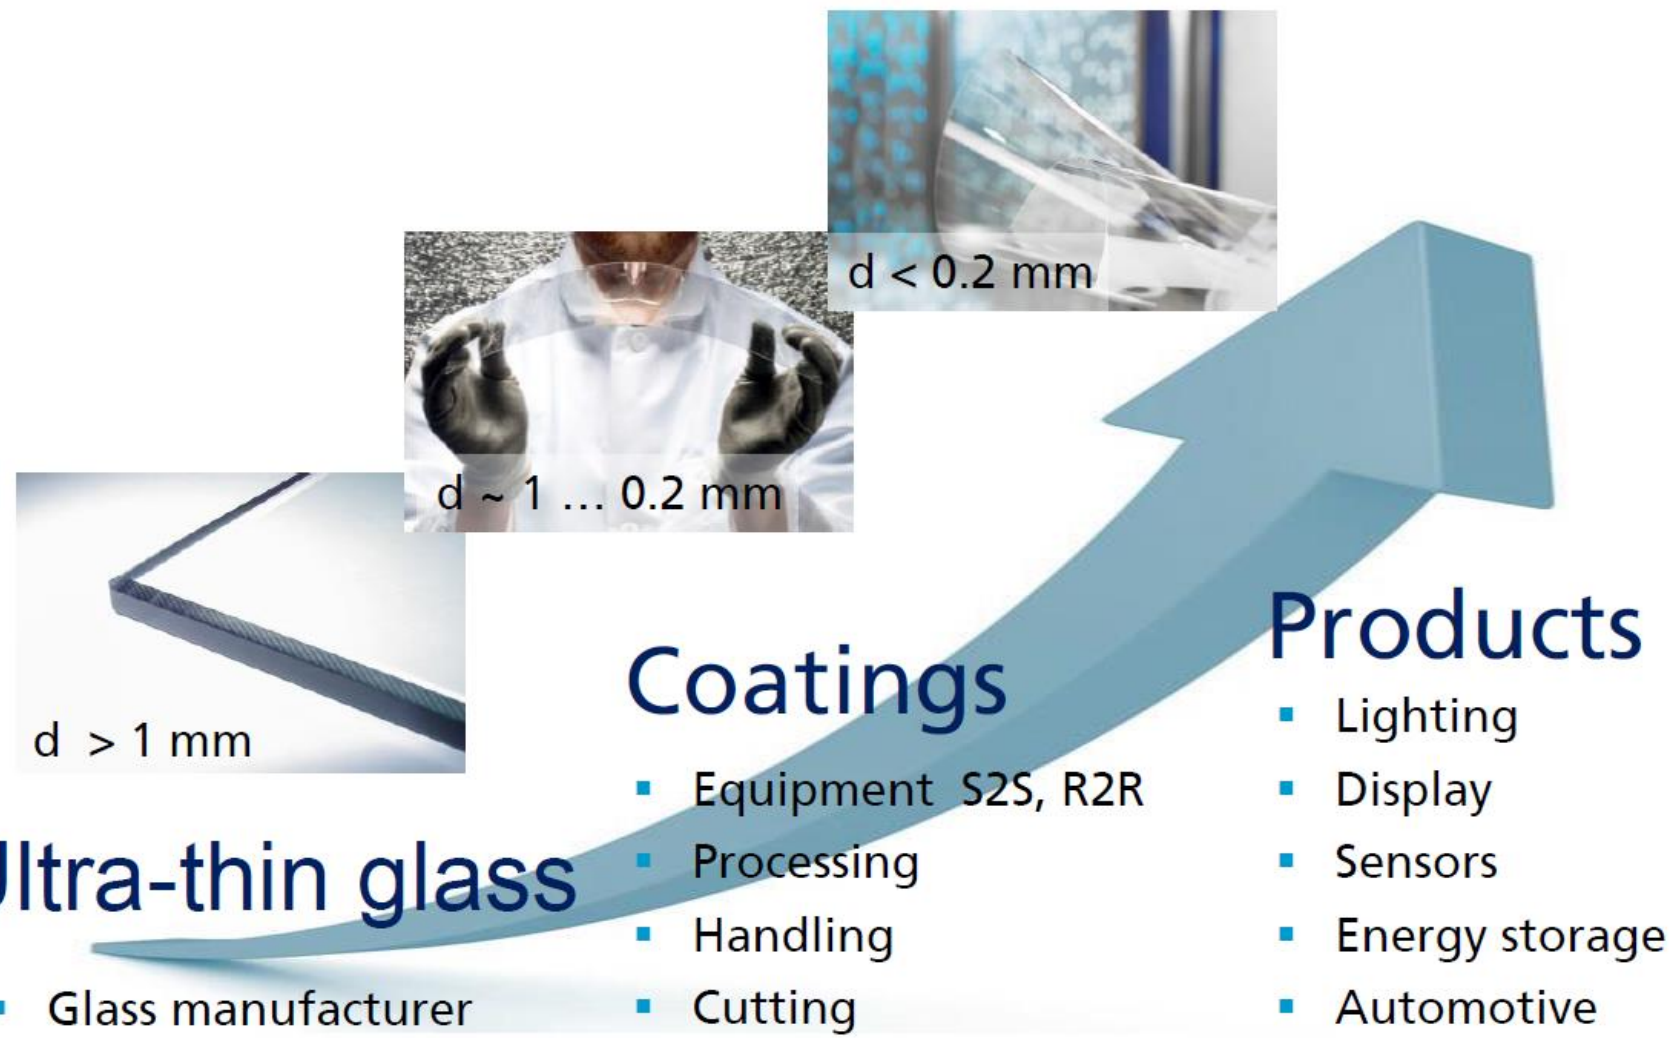 d < 0.2 mm
d ~ 1 ... 0.2 mm
d > 1 mm
Ultra-thin glass
▪ Glass manufacturer
Coatings
▪ Equipment S2S, R2R
▪ Processing
▪ Handling
▪ Cutting
Products
▪ Lighting
▪ Display
▪ Sensors
▪ Energy storage
▪ Automotive